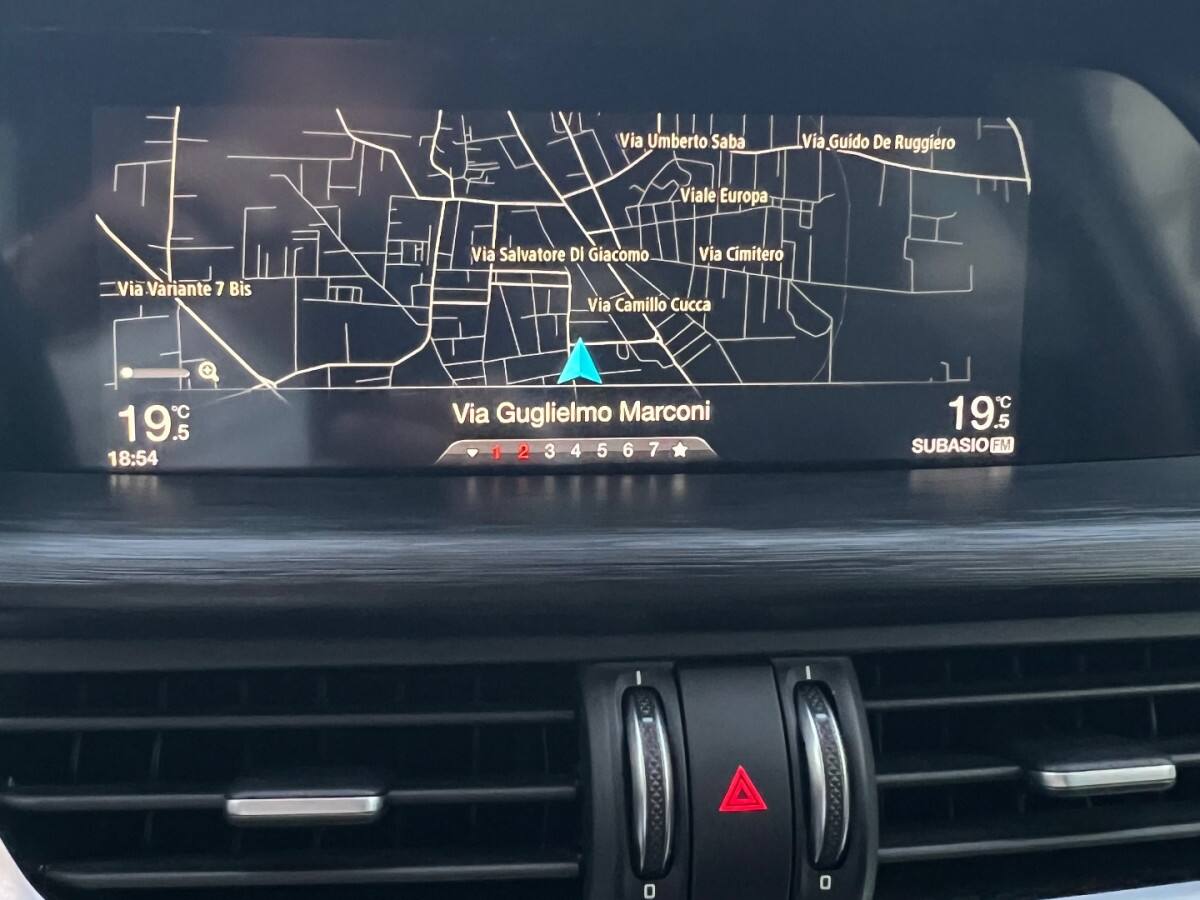 Via Umberto Saba
Via Guido De Ruggiero
Viale Europa
Via Salvatore Di Giacomo
Via Cimitero
Via Variante 7 Bis
Via Camillo Cucca
19.5°C
Via Guglielmo Marconi
19.5°C
18:54
1 2 3 4 5 6 7
SUBASIO FM
0
0